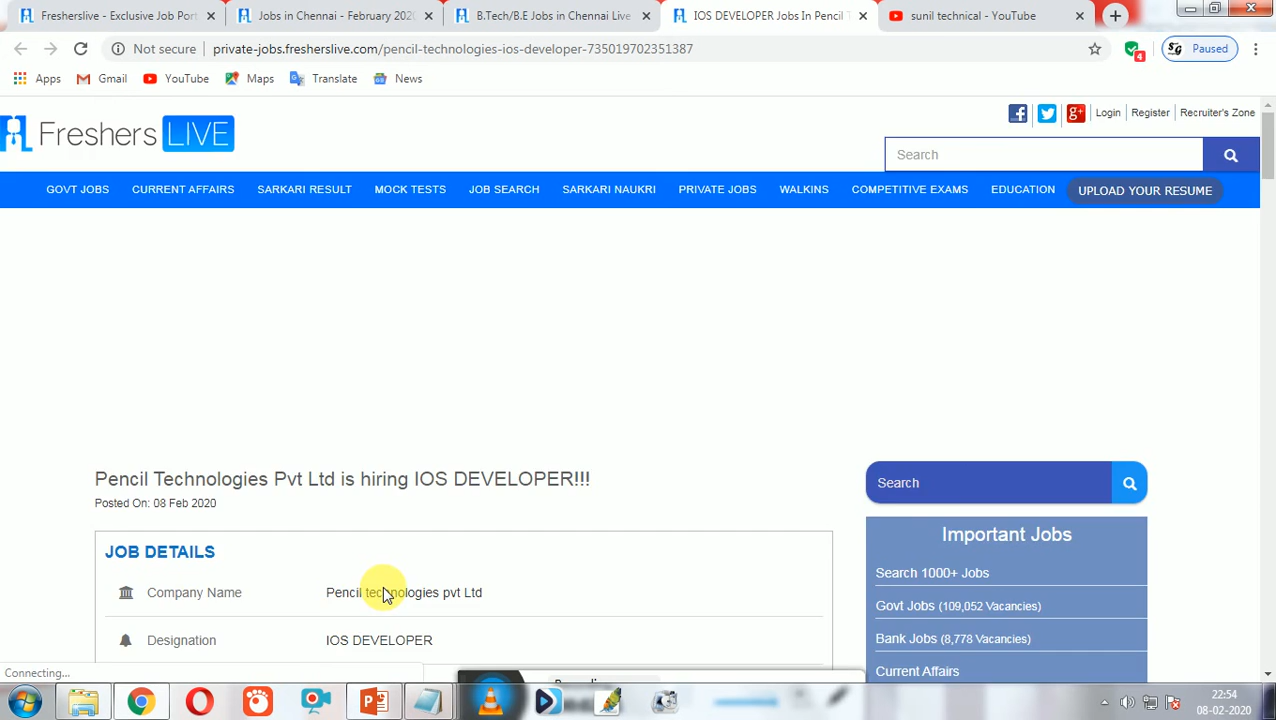 Fresherslive - Exclusive Job Port
Jobs in Chennai - February 2020
B.Tech/B.E Jobs in Chennai Live
IOS DEVELOPER Jobs In Pencil T
sunil technical - YouTube
Not secure
private-jobs.fresherslive.com/pencil-technologies-ios-developer-735019702351387
4
Paused
Apps
Gmail
YouTube
Maps
Translate
News
Login
Register
Recruiter's Zone
Freshers LIVE
Search
GOVT JOBS
CURRENT AFFAIRS
SARKARI RESULT
MOCK TESTS
JOB SEARCH
SARKARI NAUKRI
PRIVATE JOBS
WALKINS
COMPETITIVE EXAMS
EDUCATION
UPLOAD YOUR RESUME
Pencil Technologies Pvt Ltd is hiring IOS DEVELOPER!!!
Posted On: 08 Feb 2020
JOB DETAILS
Company Name Pencil technologies pvt Ltd
Designation IOS DEVELOPER
Search
Important Jobs
Search 1000+ Jobs
Govt Jobs (109,052 Vacancies)
Bank Jobs (8,778 Vacancies)
Current Affairs
Connecting...
22:54
08-02-2020